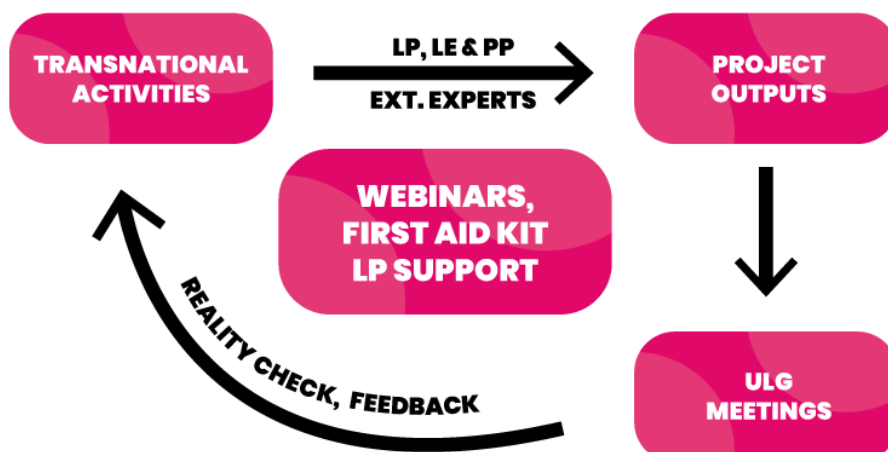 TRANSNATIONAL
ACTIVITIES
LP, LE & PP
EXT. EXPERTS
PROJECT
OUTPUTS
WEBINARS,
FIRST AID KIT
LP SUPPORT
REALITY CHECK, FEEDBACK
ULG
MEETINGS